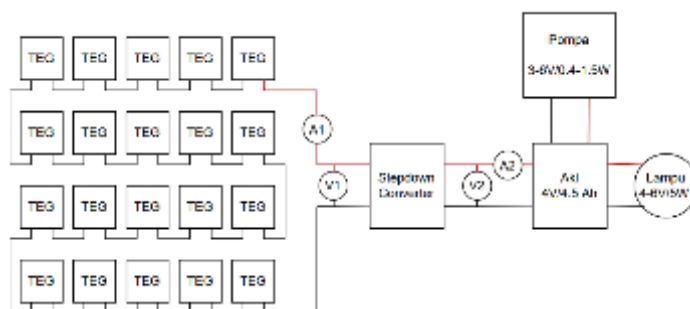 TEG TEG TEG TEG TEG
Pompa
3-6V/0.4-1.5W
A1
TEG TEG TEG TEG TEG
V1
Stepdown
Converter
V2
A2
Aki
4V/4.5 Ah
Lampu
4-6V/5W
TEG TEG TEG TEG TEG
TEG TEG TEG TEG TEG